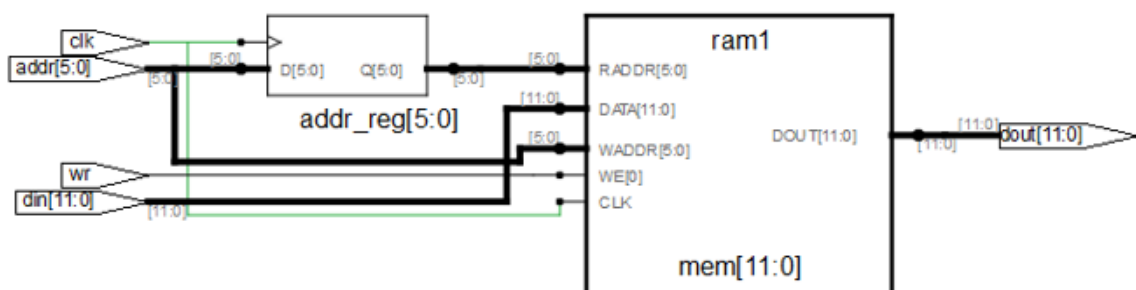 clk
addr[5:0]
[5:0]
[5:0]
D[5:0]
Q[5:0]
[5:0]
addr_reg[5:0]
ram1
[5:0]
RADDR[5:0]
[11:0]
DATA[11:0]
[5:0]
WADDR[5:0]
wr
WE[0]
din[11:0]
[11:0]
CLK
DOUT[11:0]
[11:0]
[11:0]
dout[11:0]
mem[11:0]